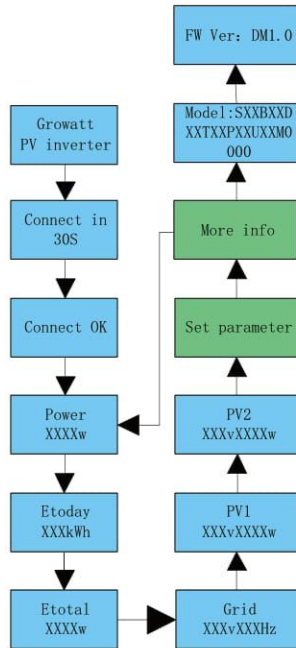 Growatt
PV inverter
Connect in
30S
Connect OK
Power
XXXXw
Etoday
XXXkWh
Etotal
XXXXw
Grid
XXXvXXXHz
PV1
XXXvXXXXw
PV2
XXXvXXXXw
Set parameter
More info
Model:SXXBXXD
XXTXXPXXUXXM0
000
FW Ver: DM1.0